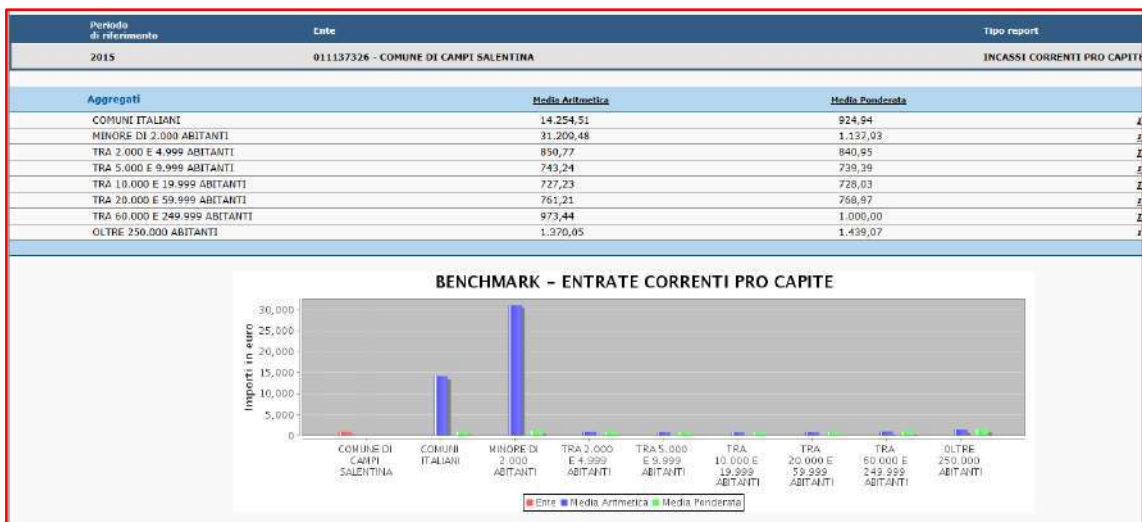 Periodo
di riferimento Ente Tipo report
2015 011137326 - COMUNE DI CAMPI SALENTINA INCASSI CORRENTI PRO CAPITE
Aggregati Media Aritmetica Media Ponderata
COMUNI ITALIANI 14.254,51 924,94
MINORE DI 2.000 ABITANTI 31.209,48 1.137,93
TRA 2.000 E 4.999 ABITANTI 850,77 840,95
TRA 5.000 E 9.999 ABITANTI 743,24 739,39
TRA 10.000 E 19.999 ABITANTI 727,23 728,03
TRA 20.000 E 59.999 ABITANTI 761,21 768,97
TRA 60.000 E 249.999 ABITANTI 973,44 1.000,00
OLTRE 250.000 ABITANTI 1.370,05 1.439,07
BENCHMARK - ENTRATE CORRENTI PRO CAPITE
Importi in euro
30,000
25,000
20,000
15,000
10,000
5,000
0
COMUNE DI CAMPI SALENTINA
COMUNI ITALIANI
MINORE DI 2.000 ABITANTI
TRA 2.000 E 4.999 ABITANTI
TRA 5.000 E 9.999 ABITANTI
TRA 10.000 E 19.999 ABITANTI
TRA 20.000 E 59.999 ABITANTI
TRA 60.000 E 249.999 ABITANTI
OLTRE 250.000 ABITANTI
Ente Media Aritmetica Media Ponderata